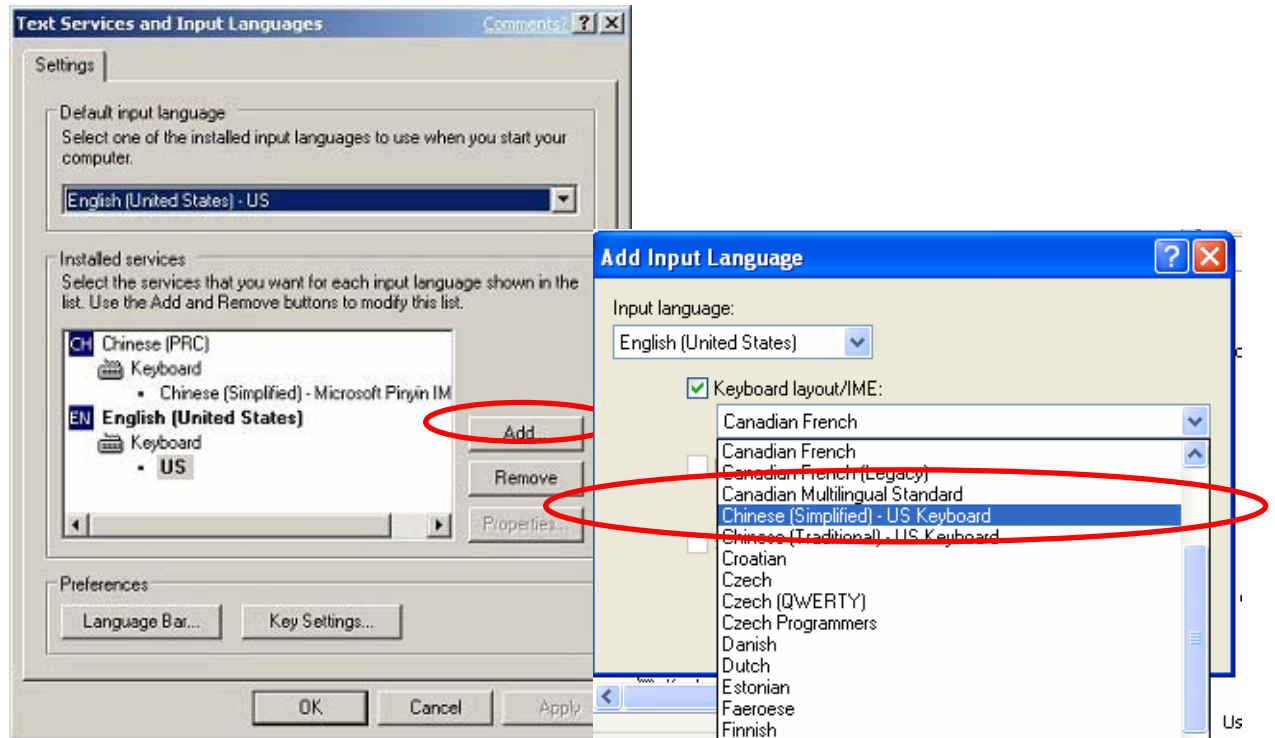 Text Services and Input Languages
Comments?
Settings
Default input language
Select one of the installed input languages to use when you start your
computer.
English (United States) - US
Installed services
Select the services that you want for each input language shown in the
list. Use the Add and Remove buttons to modify this list.
CH Chinese (PRC)
Keyboard
Chinese (Simplified) - Microsoft Pinyin IM
EN English (United States)
Keyboard
US
Add...
Remove
Properties...
Preferences
Language Bar...
Key Settings...
OK
Cancel
Apply
Add Input Language
Input language:
English (United States)
Keyboard layout/IME:
Canadian French
Canadian French
Canadian French (Legacy)
Canadian Multilingual Standard
Chinese (Simplified) - US Keyboard
Chinese (Traditional) - US Keyboard
Croatian
Czech
Czech (QWERTY)
Czech Programmers
Danish
Dutch
Estonian
Faeroese
Finnish
Us